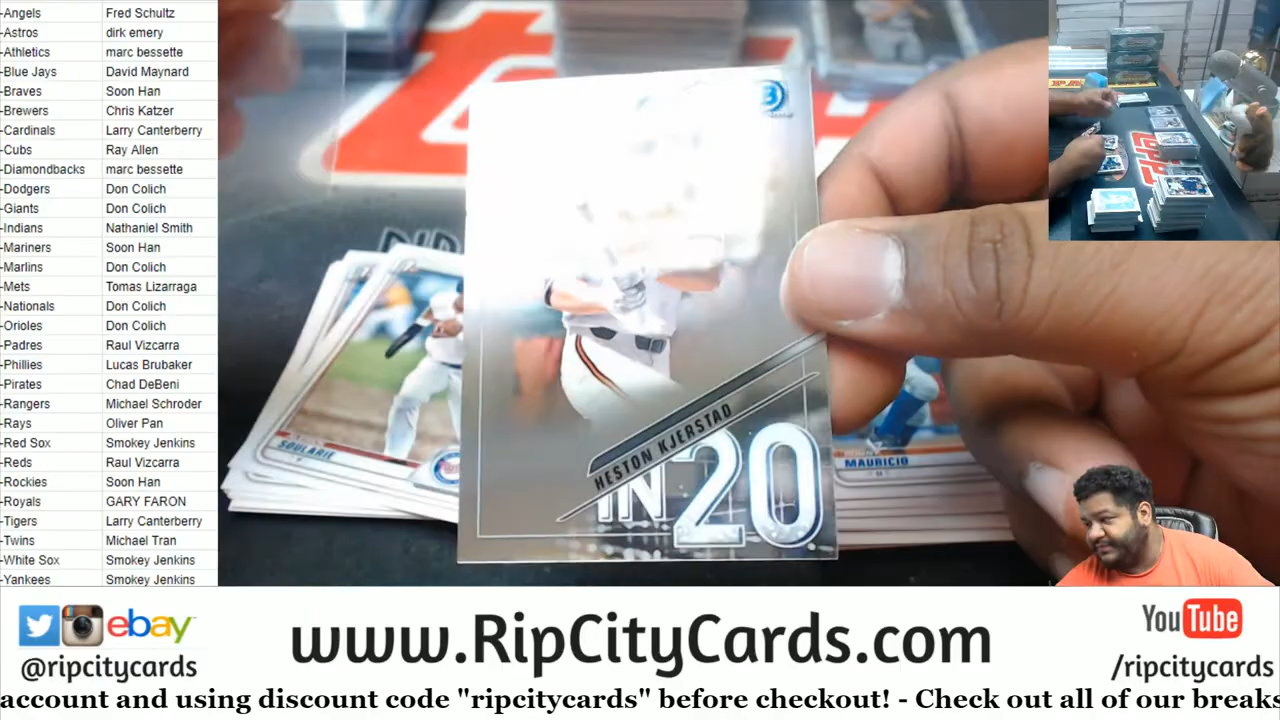 -Angels Fred Schultz
-Astros dirk emery
-Athletics marc bessette
-Blue Jays David Maynard
-Braves Soon Han
-Brewers Chris Katzer
-Cardinals Larry Canterberry
-Cubs Ray Allen
-Diamondbacks marc bessette
-Dodgers Don Colich
-Giants Don Colich
-Indians Nathaniel Smith
-Mariners Soon Han
-Marlins Don Colich
-Mets Tomas Lizarraga
-Nationals Don Colich
-Orioles Don Colich
-Padres Raul Vizcarra
-Phillies Lucas Brubaker
-Pirates Chad DeBeni
-Rangers Michael Schroder
-Rays Oliver Pan
-Red Sox Smokey Jenkins
-Reds Raul Vizcarra
-Rockies Soon Han
-Royals GARY FARON
-Tigers Larry Canterberry
-Twins Michael Tran
-White Sox Smokey Jenkins
-Yankees Smokey Jenkins
B
HESTON KJERSTAD
IN 20
SOULARIE
MAURICIO
ebay
@ripcitycards
www.RipCityCards.com
YouTube
/ripcitycards
account and using discount code "ripcitycards" before checkout! - Check out all of our breaks